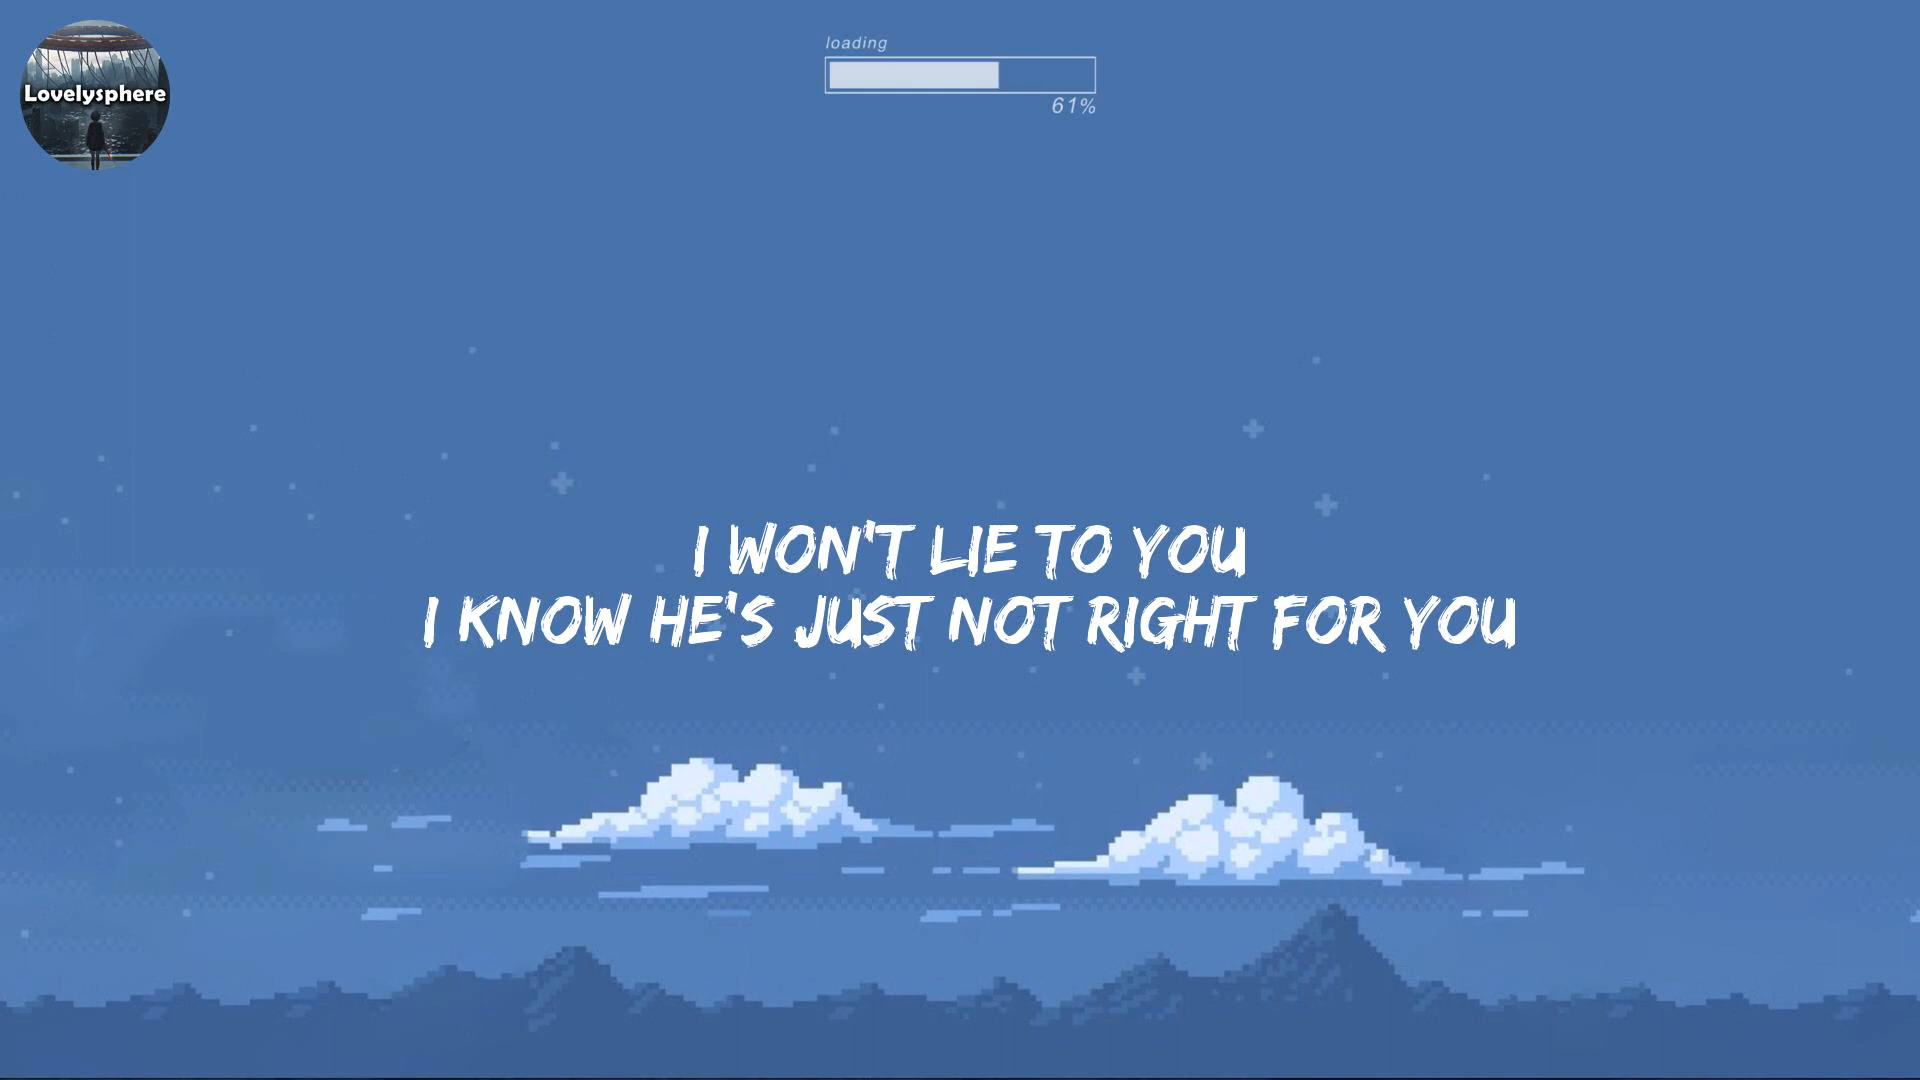 Lovelysphere
loading
61%
I WON'T LIE TO YOU
I KNOW HE'S JUST NOT RIGHT FOR YOU